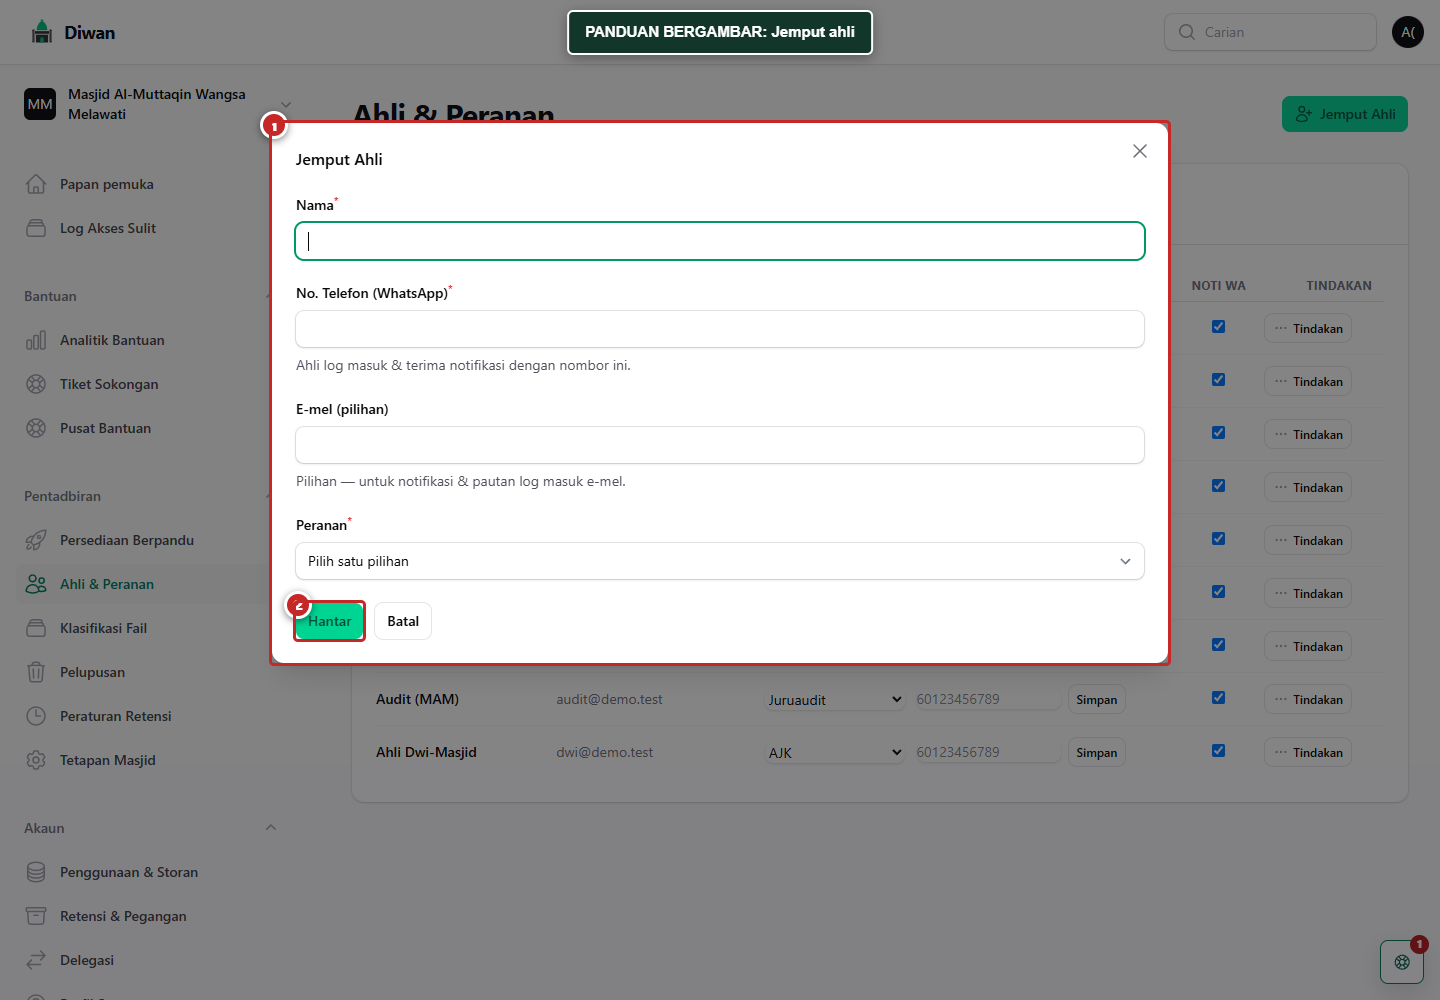 Diwan
PANDUAN BERGAMBAR: Jemput ahli
Carian
A(
MM
Masjid Al-Muttaqin Wangsa
Melawati
Ahli & Peranan
Jemput Ahli
Papan pemuka
Log Akses Sulit
Bantuan
Analitik Bantuan
Tiket Sokongan
Pusat Bantuan
Pentadbiran
Persediaan Berpandu
Ahli & Peranan
Klasifikasi Fail
Pelupusan
Peraturan Retensi
Tetapan Masjid
Akaun
Penggunaan & Storan
Retensi & Pegangan
Delegasi
1
Jemput Ahli
Nama*
No. Telefon (WhatsApp)*
Ahli log masuk & terima notifikasi dengan nombor ini.
E-mel (pilihan)
Pilihan — untuk notifikasi & pautan log masuk e-mel.
Peranan*
Pilih satu pilihan
2
Hantar
Batal
NOTI WA
TINDAKAN
··· Tindakan
··· Tindakan
··· Tindakan
··· Tindakan
··· Tindakan
··· Tindakan
··· Tindakan
Audit (MAM) audit@demo.test Juruaudit 60123456789 Simpan ··· Tindakan
Ahli Dwi-Masjid dwi@demo.test AJK 60123456789 Simpan ··· Tindakan
1